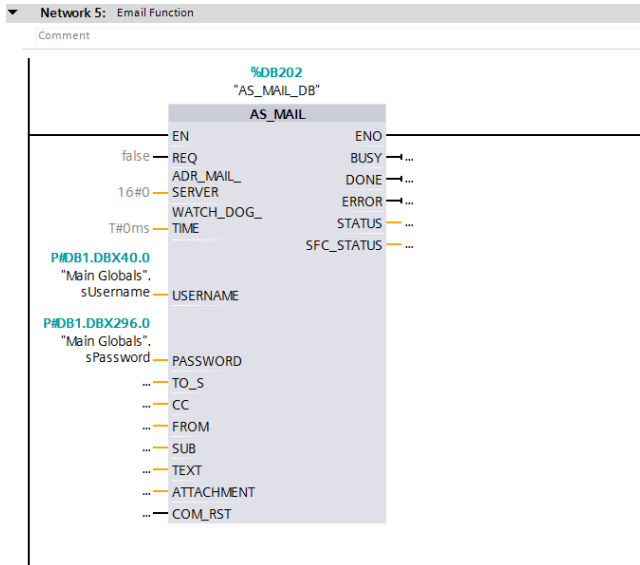 Network 5: Email Function
Comment
%DB202
"AS_MAIL_DB"
AS_MAIL
EN ENO
false REQ BUSY ...
ADR_MAIL_ DONE ...
16#0 SERVER
ERROR ...
WATCH_DOG_
T#0ms TIME STATUS ...
SFC_STATUS ...
P#DB1.DBX40.0
"Main Globals".
sUsername USERNAME
P#DB1.DBX296.0
"Main Globals".
sPassword PASSWORD
... TO_S
... CC
... FROM
... SUB
... TEXT
... ATTACHMENT
... COM_RST